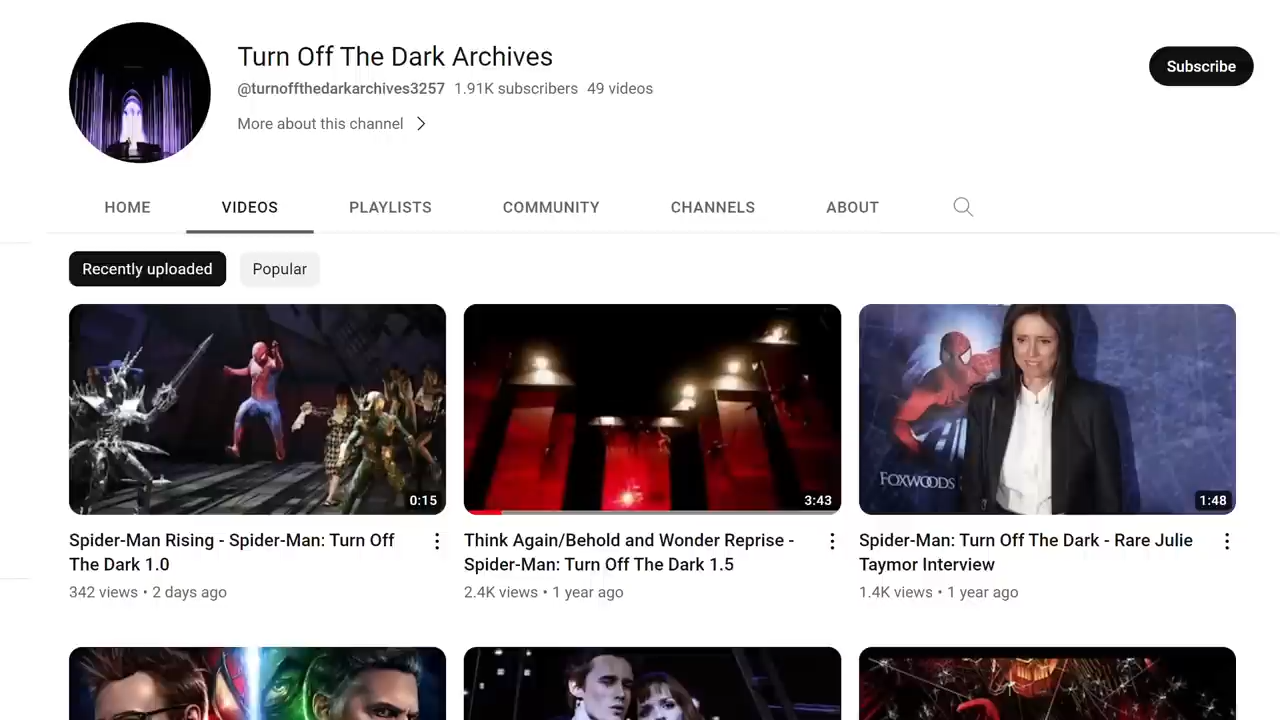 Turn Off The Dark Archives
@turnoffthedarkarchives3257 1.91K subscribers 49 videos
More about this channel
Subscribe
HOME VIDEOS PLAYLISTS COMMUNITY CHANNELS ABOUT
Recently uploaded Popular
0:15
3:43
FOXWOODS
1:48
Spider-Man Rising - Spider-Man: Turn Off
The Dark 1.0
342 views • 2 days ago
Think Again/Behold and Wonder Reprise -
Spider-Man: Turn Off The Dark 1.5
2.4K views • 1 year ago
Spider-Man: Turn Off The Dark - Rare Julie
Taymor Interview
1.4K views • 1 year ago